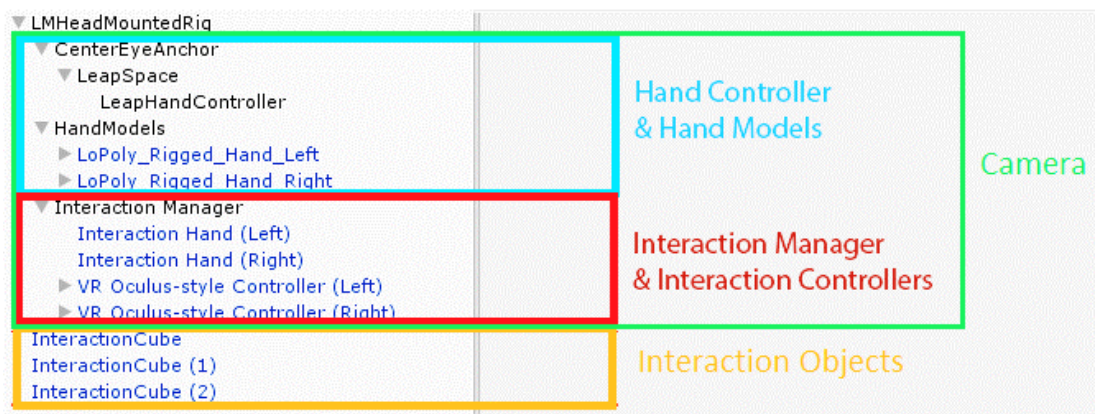 LMHeadMountedRig
CenterEyeAnchor
LeapSpace
LeapHandController
HandModels
LoPoly_Rigged_Hand_Left
LoPoly_Rigged_Hand_Right
Interaction Manager
Interaction Hand (Left)
Interaction Hand (Right)
VR Oculus-style Controller (Left)
VR Oculus-style Controller (Right)
InteractionCube
InteractionCube (1)
InteractionCube (2)
Hand Controller
& Hand Models
Camera
Interaction Manager
& Interaction Controllers
Interaction Objects